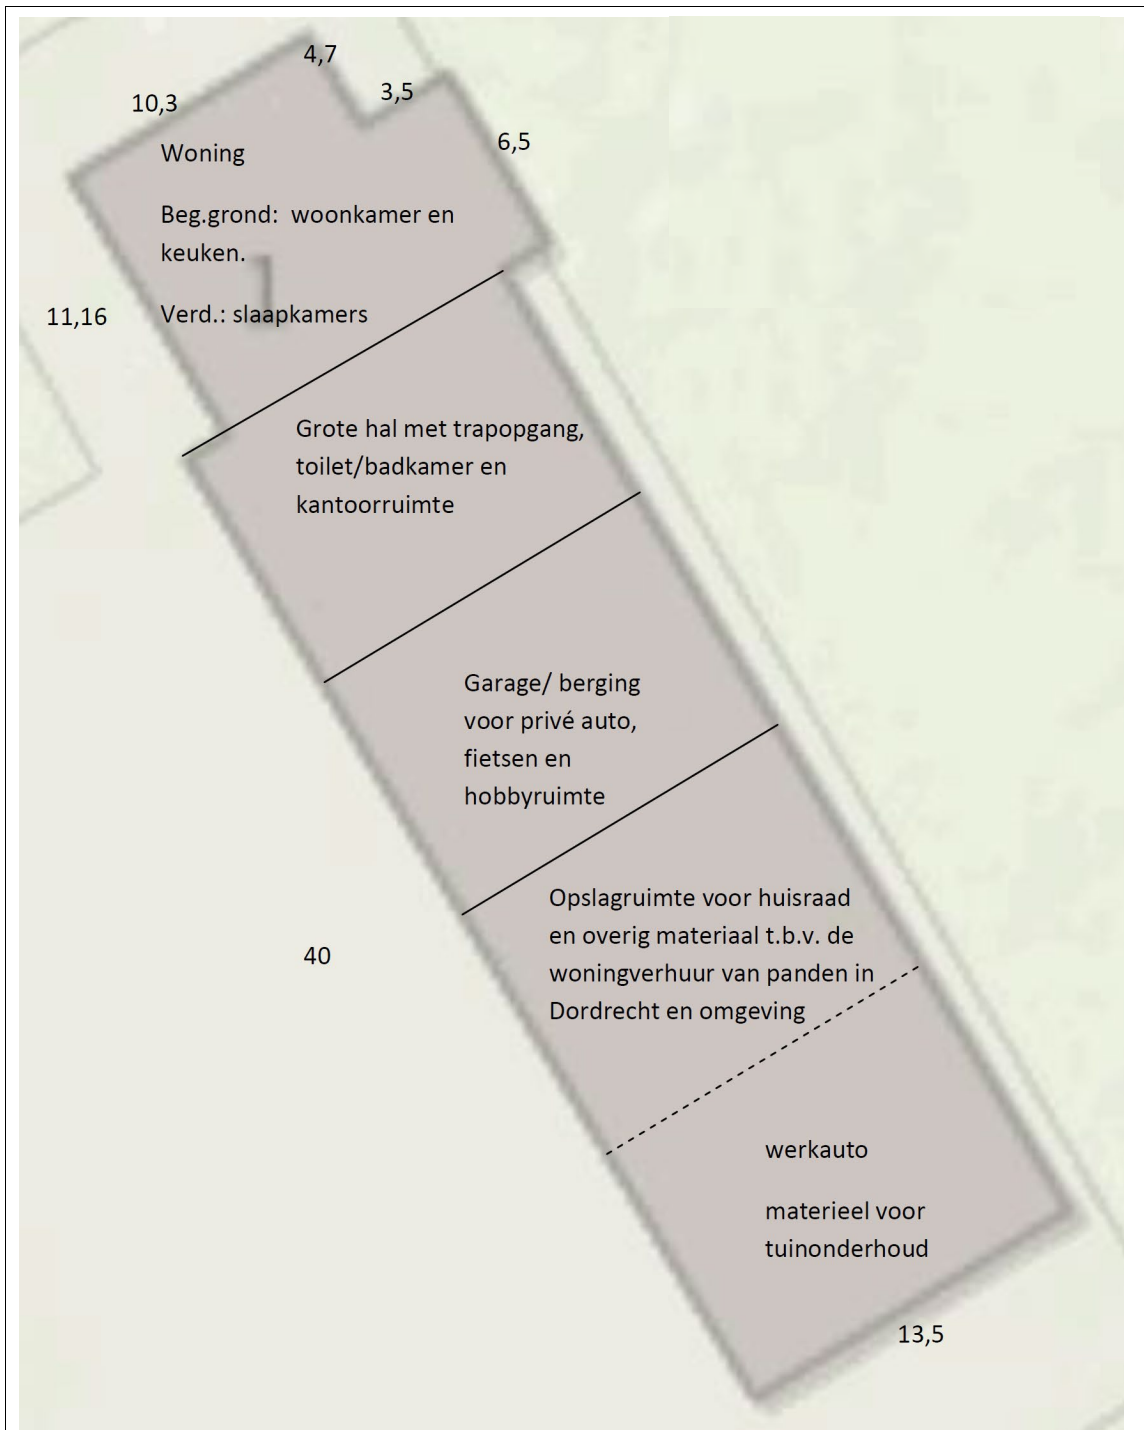 4,7
10,3
3,5
6,5
Woning
Beg.grond:  woonkamer en
keuken.
1
11,16
Verd.: slaapkamers
Grote hal met trapopgang,
toilet/badkamer en
kantoorruimte
Garage/ berging
voor privé auto,
fietsen en
hobbyruimte
Opslagruimte voor huisraad
en overig materiaal t.b.v. de
woningverhuur van panden in
Dordrecht en omgeving
40
werkauto
materieel voor
tuinonderhoud
13,5